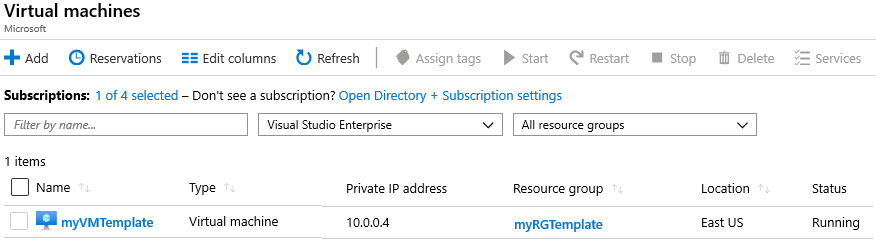 Virtual machines
Microsoft
Add Reservations Edit columns Refresh Assign tags Start Restart Stop Delete Services
Subscriptions: 1 of 4 selected – Don't see a subscription? Open Directory + Subscription settings
Filter by name... Visual Studio Enterprise All resource groups
1 items
Name Type Private IP address Resource group Location Status
myVMTemplate Virtual machine 10.0.0.4 myRGTemplate East US Running